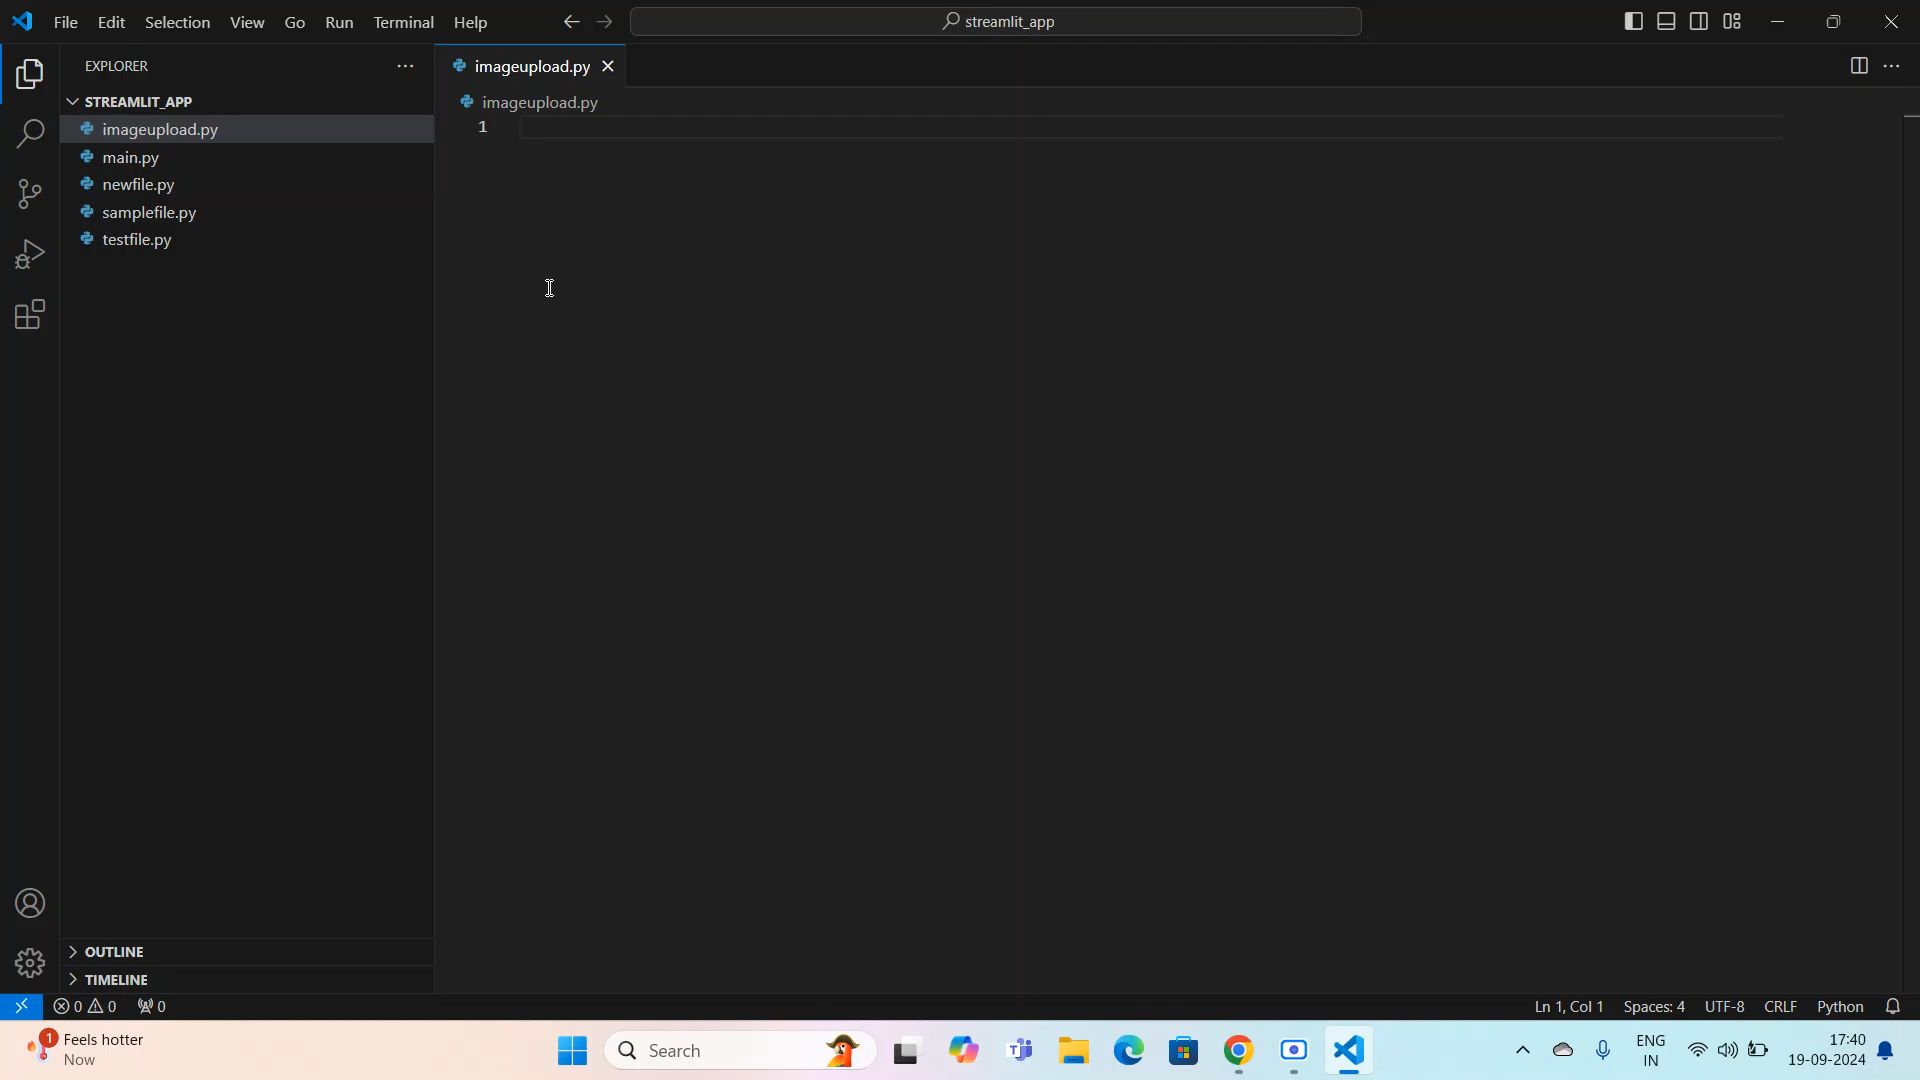 File Edit Selection View Go Run Terminal Help
streamlit_app
EXPLORER
imageupload.py
STREAMLIT_APP
imageupload.py
imageupload.py
1
main.py
newfile.py
samplefile.py
testfile.py
OUTLINE
TIMELINE
0 0 0
Ln 1, Col 1 Spaces: 4 UTF-8 CRLF Python
1
Feels hotter
Now
Search
ENG
IN
17:40
19-09-2024